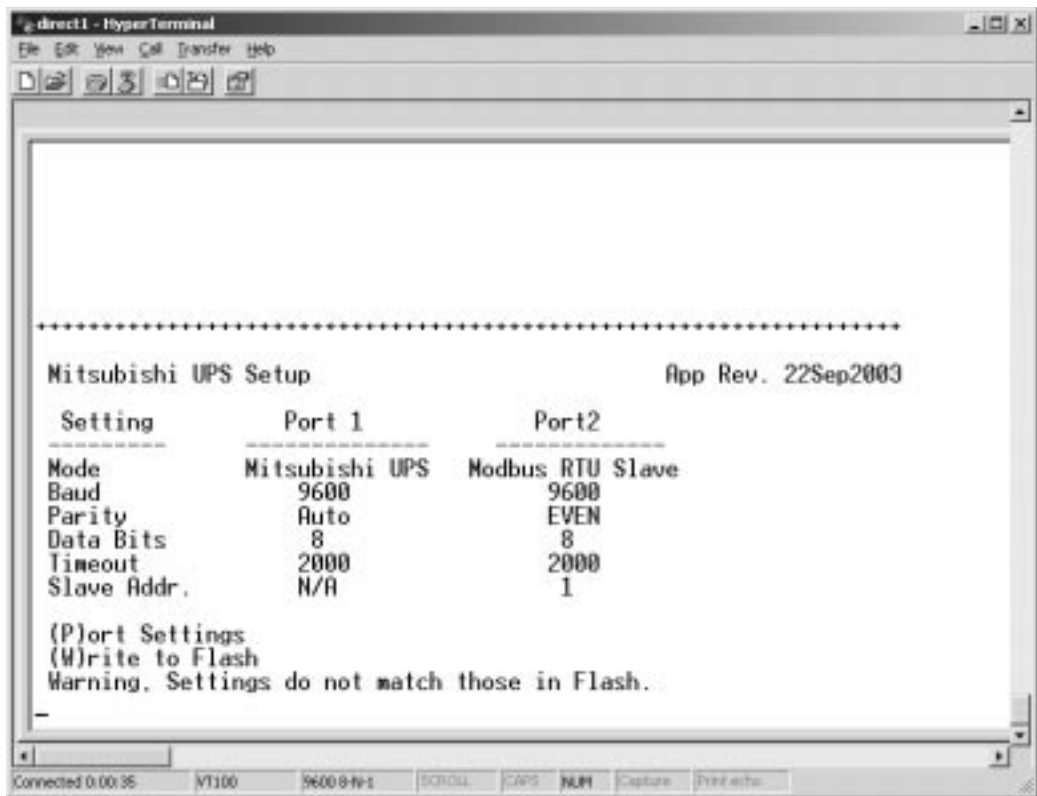 direct1 - HyperTerminal
File Edit View Call Transfer Help
++++++++++++++++++++++++++++++++++++++++++++++++++++++++++++++++++
Mitsubishi UPS Setup App Rev. 22Sep2003
Setting Port 1 Port2
--------- -------------- -------------
Mode Mitsubishi UPS Modbus RTU Slave
Baud 9600 9600
Parity Auto EVEN
Data Bits 8 8
Timeout 2000 2000
Slave Addr. N/A 1
(P)ort Settings
(W)rite to Flash
Warning, Settings do not match those in Flash.
Connected 0:00:35 VT100 9600 8-N-1 SCROLL CAPS NUM Capture Print echo